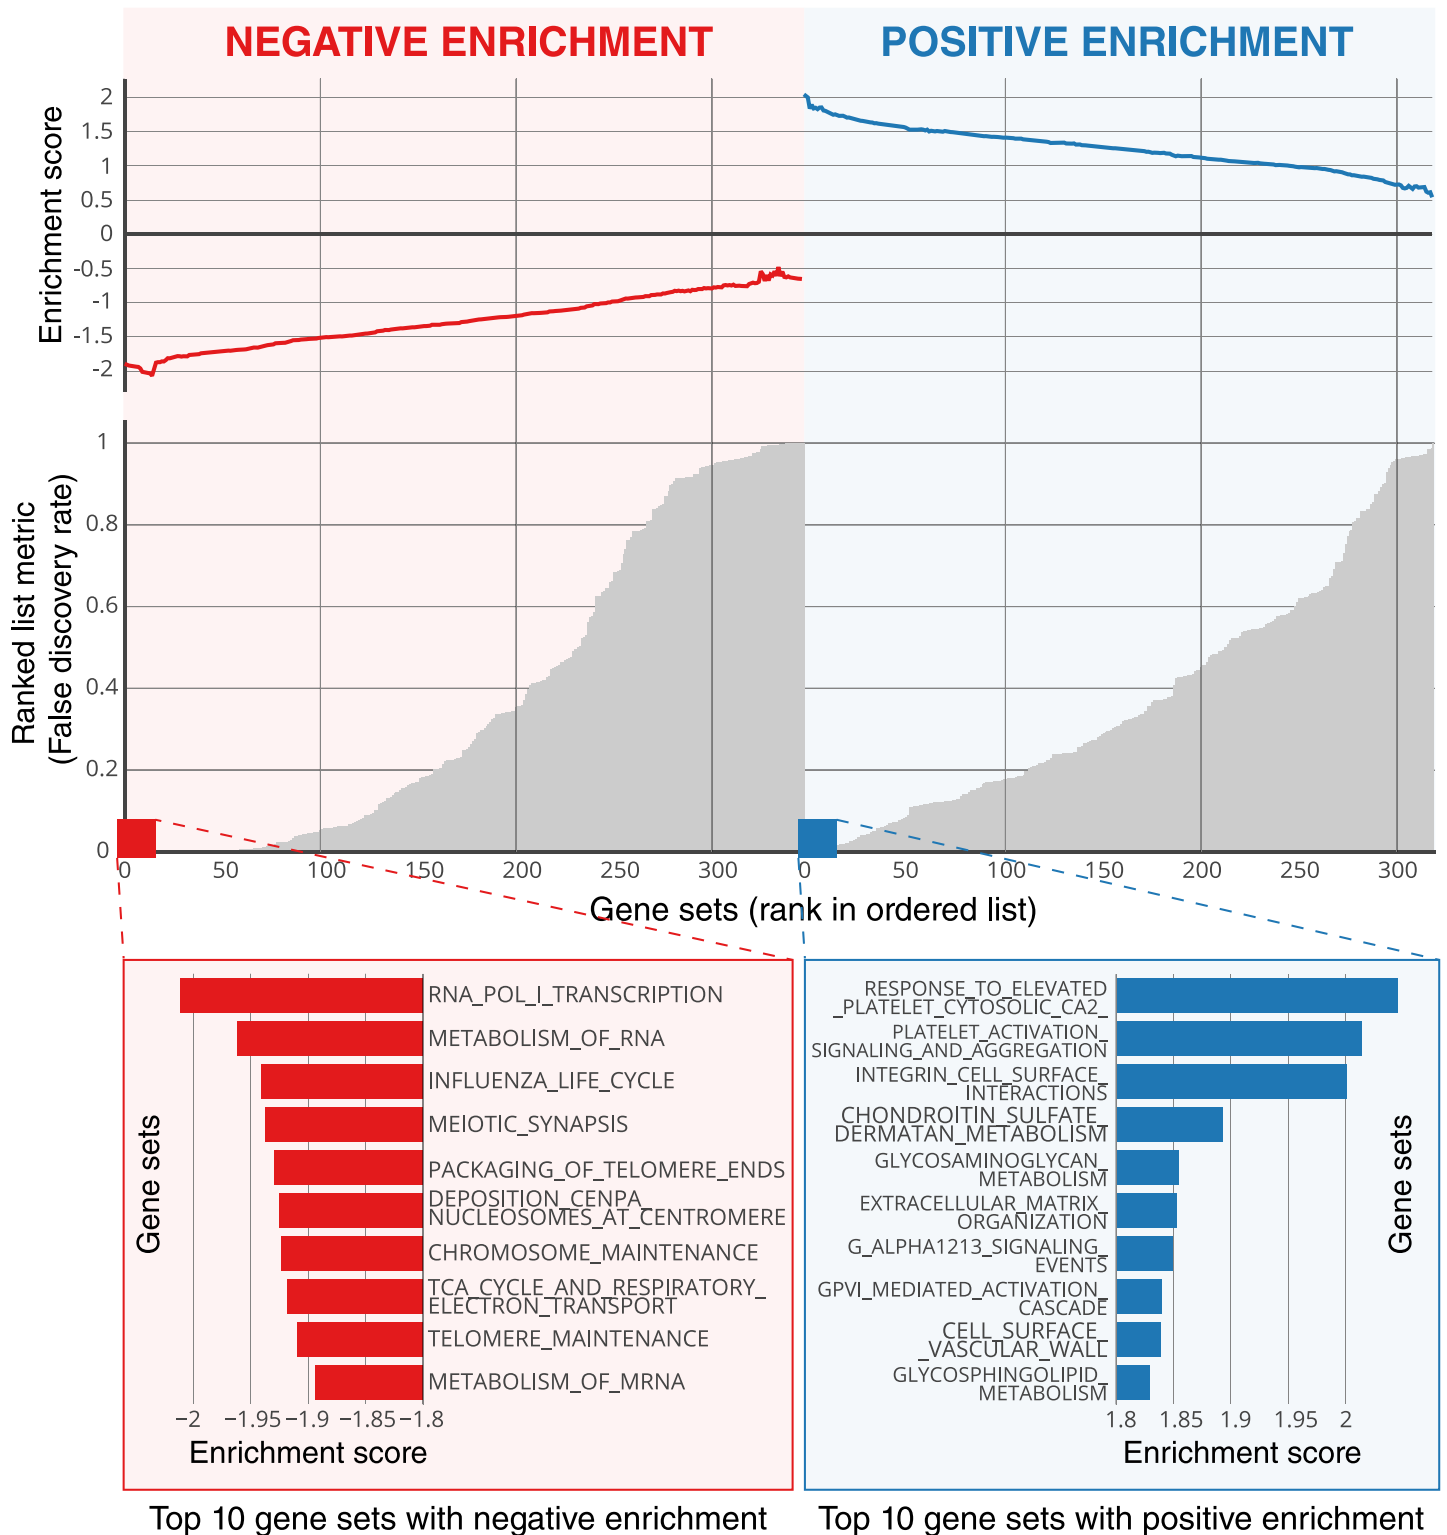 NEGATIVE ENRICHMENT
POSITIVE ENRICHMENT
Enrichment score
2
1.5
1
0.5
0
-0.5
-1
-1.5
-2
Ranked list metric
(False discovery rate)
1
0.8
0.6
0.4
0.2
0
0 50 100 150 200 250 300 0 50 100 150 200 250 300
Gene sets (rank in ordered list)
Gene sets
RNA_POL_I_TRANSCRIPTION
METABOLISM_OF_RNA
INFLUENZA_LIFE_CYCLE
MEIOTIC_SYNAPSIS
PACKAGING_OF_TELOMERE_ENDS
DEPOSITION_CENPA_
NUCLEOSOMES_AT_CENTROMERE
CHROMOSOME_MAINTENANCE
TCA_CYCLE_AND_RESPIRATORY_
ELECTRON_TRANSPORT
TELOMERE_MAINTENANCE
METABOLISM_OF_MRNA
−2 −1.95 −1.9 −1.85 −1.8
Enrichment score
Top 10 gene sets with negative enrichment
RESPONSE_TO_ELEVATED
_PLATELET_CYTOSOLIC_CA2_
PLATELET_ACTIVATION_
SIGNALING_AND_AGGREGATION
INTEGRIN_CELL_SURFACE_
INTERACTIONS
CHONDROITIN_SULFATE_
DERMATAN_METABOLISM
GLYCOSAMINOGLYCAN_
METABOLISM
EXTRACELLULAR_MATRIX_
ORGANIZATION
G_ALPHA1213_SIGNALING_
EVENTS
GPVI_MEDIATED_ACTIVATION_
CASCADE
CELL_SURFACE_
_VASCULAR_WALL
GLYCOSPHINGOLIPID_
METABOLISM
Gene sets
1.8 1.85 1.9 1.95 2
Enrichment score
Top 10 gene sets with positive enrichment